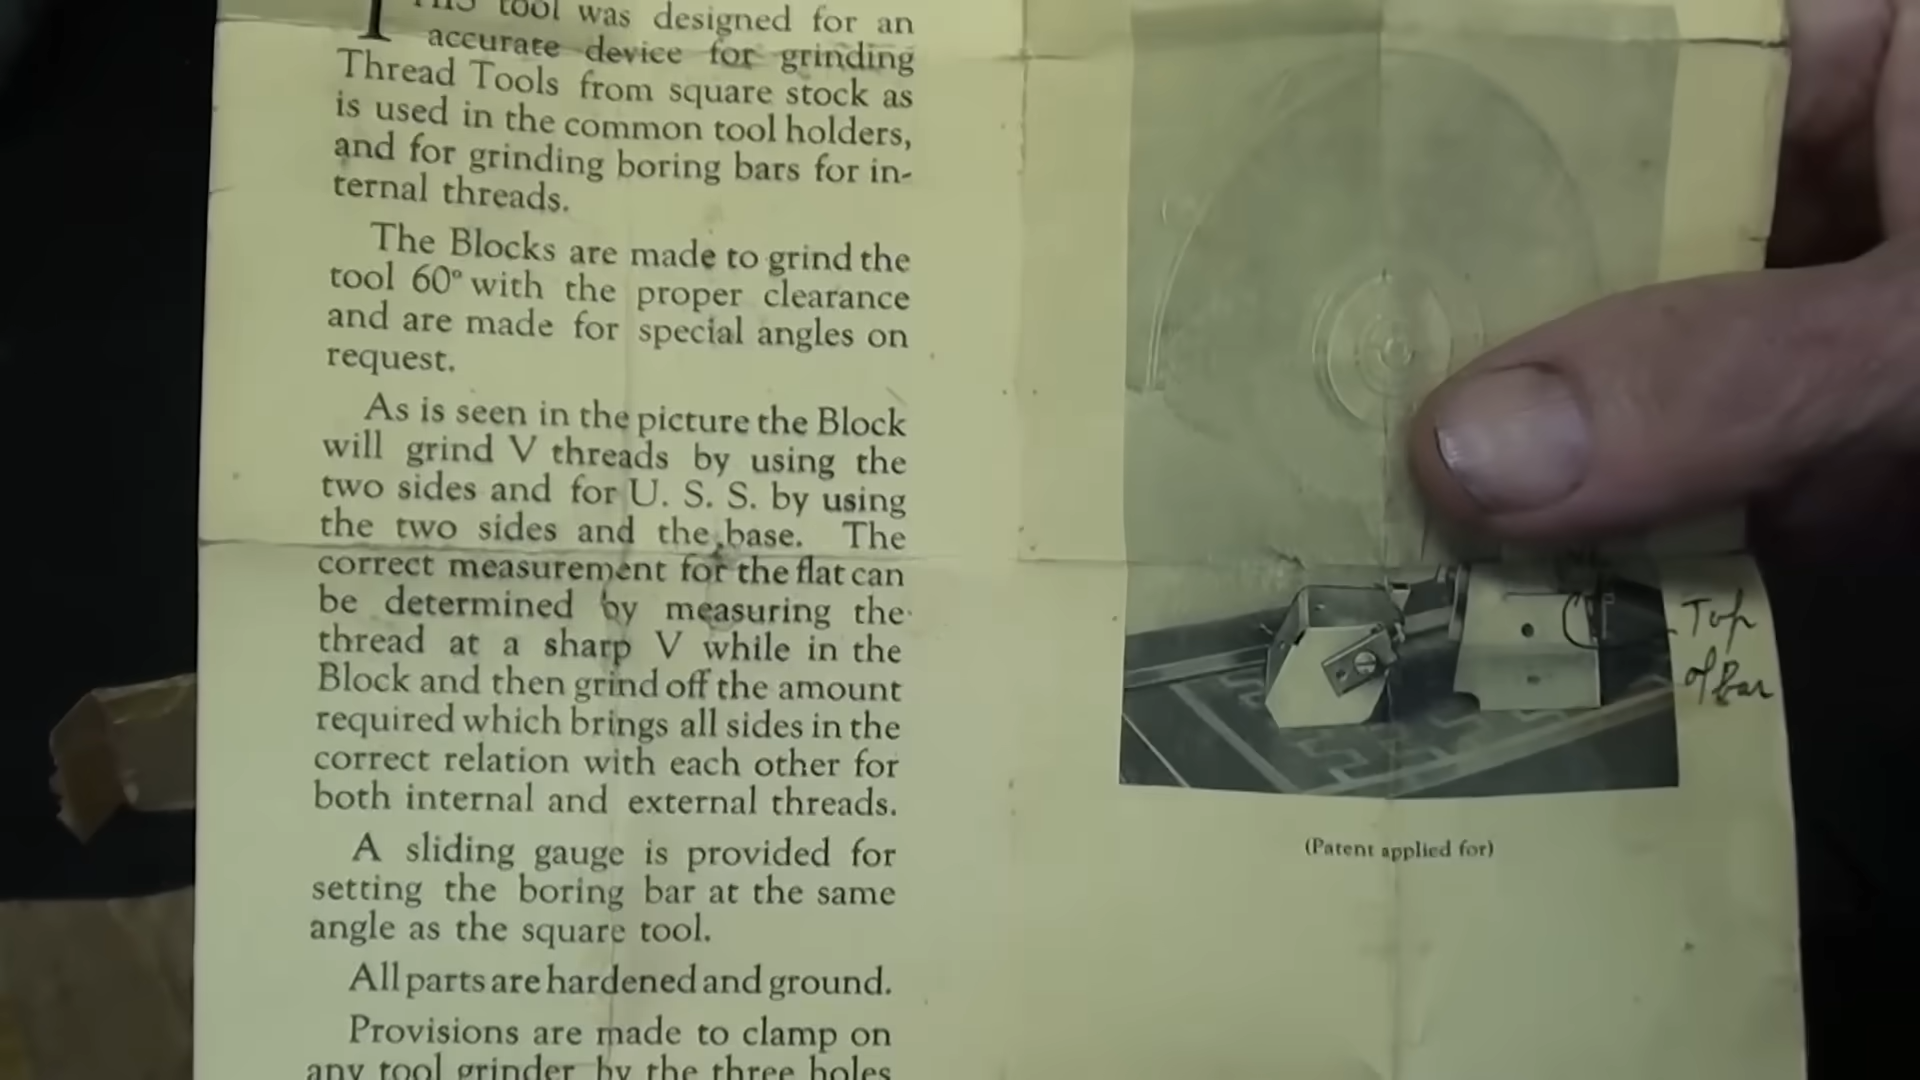 THIS tool was designed for an
accurate device for grinding
Thread Tools from square stock as
is used in the common tool holders,
and for grinding boring bars for in-
ternal threads.
The Blocks are made to grind the
tool 60° with the proper clearance
and are made for special angles on
request.
As is seen in the picture the Block
will grind V threads by using the
two sides and for U. S. S. by using
the two sides and the base. The
correct measurement for the flat can
be determined by measuring the
thread at a sharp V while in the
Block and then grind off the amount
required which brings all sides in the
correct relation with each other for
both internal and external threads.
A sliding gauge is provided for
setting the boring bar at the same
angle as the square tool.
All parts are hardened and ground.
Provisions are made to clamp on
any tool grinder by the three holes
Top
of bar
(Patent applied for)